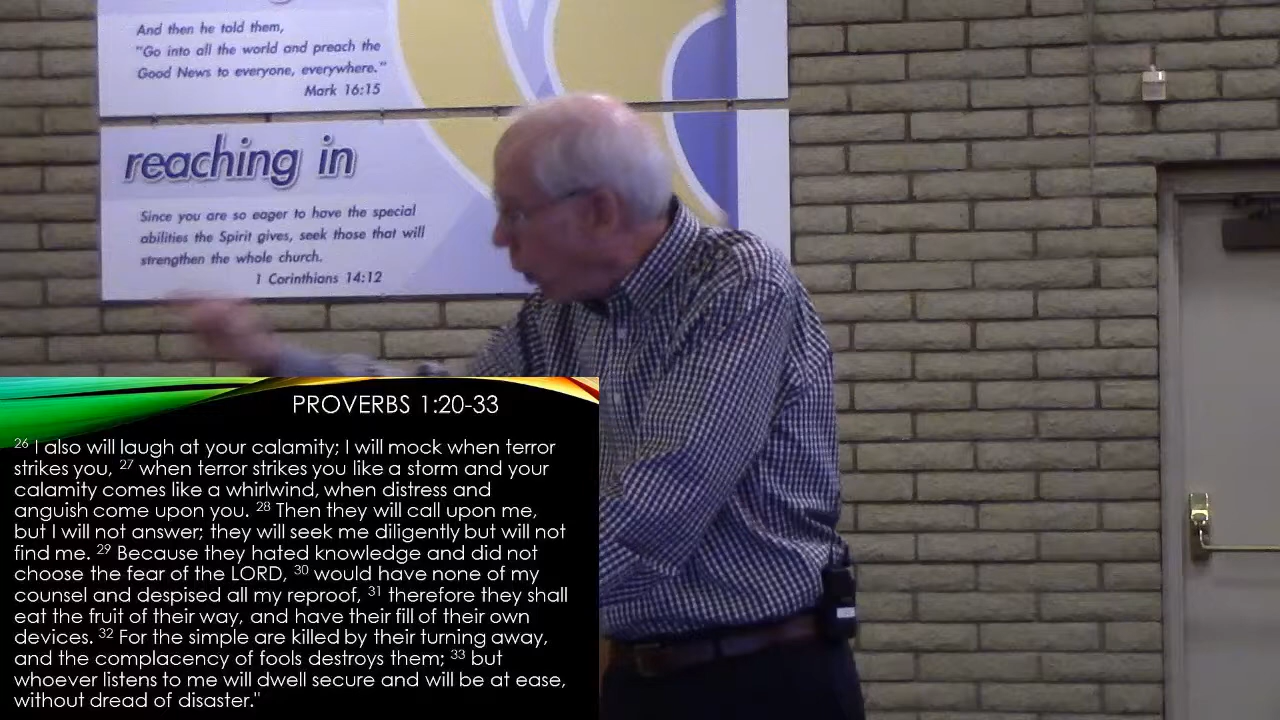 And then he told them,
"Go into all the world and preach the
Good News to everyone, everywhere."
Mark 16:15
reaching in
Since you are so eager to have the special
abilities the Spirit gives, seek those that will
strengthen the whole church.
1 Corinthians 14:12
PROVERBS 1:20-33
26 I also will laugh at your calamity; I will mock when terror
strikes you, 27 when terror strikes you like a storm and your
calamity comes like a whirlwind, when distress and
anguish come upon you. 28 Then they will call upon me,
but I will not answer; they will seek me diligently but will not
find me. 29 Because they hated knowledge and did not
choose the fear of the LORD, 30 would have none of my
counsel and despised all my reproof, 31 therefore they shall
eat the fruit of their way, and have their fill of their own
devices. 32 For the simple are killed by their turning away,
and the complacency of fools destroys them; 33 but
whoever listens to me will dwell secure and will be at ease,
without dread of disaster."